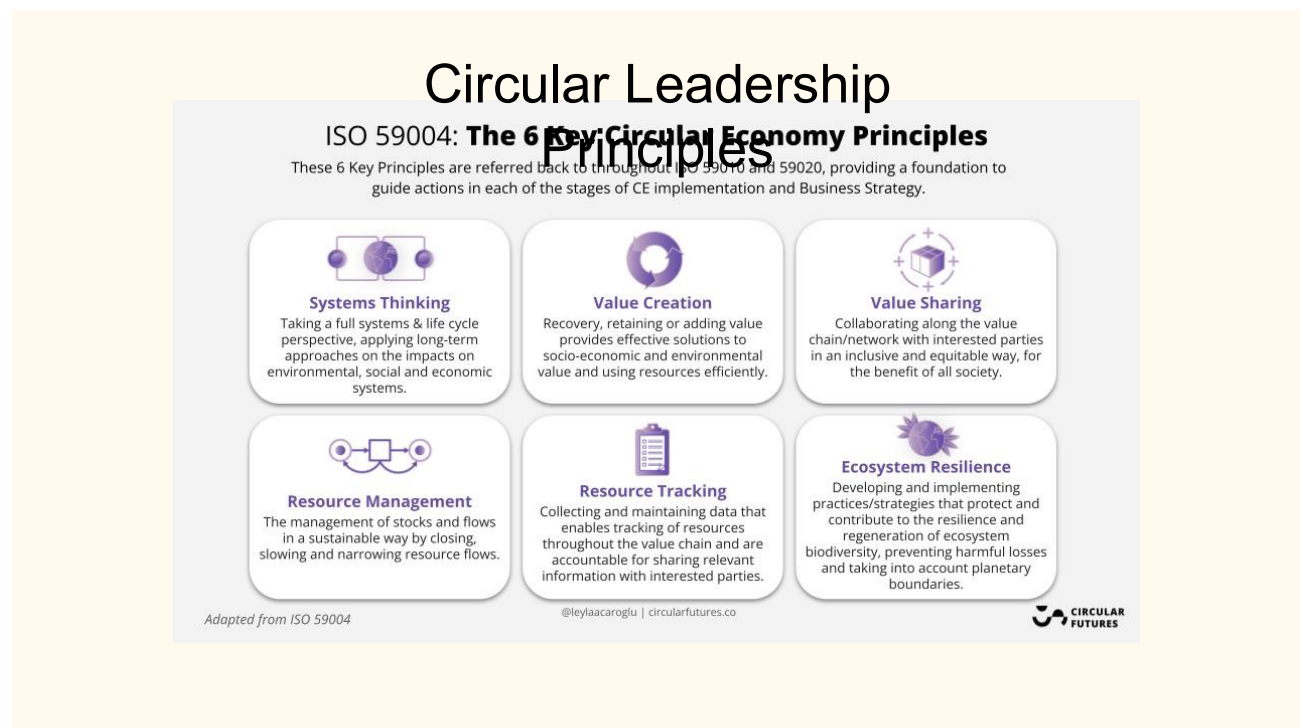 Circular Leadership
Principles
ISO 59004: The 6 Key Circular Economy Principles
These 6 Key Principles are referred back to throughout ISO 59010 and 59020, providing a foundation to
guide actions in each of the stages of CE implementation and Business Strategy.
Systems Thinking
Taking a full systems & life cycle
perspective, applying long-term
approaches on the impacts on
environmental, social and economic
systems.
Value Creation
Recovery, retaining or adding value
provides effective solutions to
socio-economic and environmental
value and using resources efficiently.
Value Sharing
Collaborating along the value
chain/network with interested parties
in an inclusive and equitable way, for
the benefit of all society.
Resource Management
The management of stocks and flows
in a sustainable way by closing,
slowing and narrowing resource flows.
Resource Tracking
Collecting and maintaining data that
enables tracking of resources
throughout the value chain and are
accountable for sharing relevant
information with interested parties.
Ecosystem Resilience
Developing and implementing
practices/strategies that protect and
contribute to the resilience and
regeneration of ecosystem
biodiversity, preventing harmful losses
and taking into account planetary
boundaries.
Adapted from ISO 59004
@leylaacaroglu | circularfutures.co
CIRCULAR
FUTURES